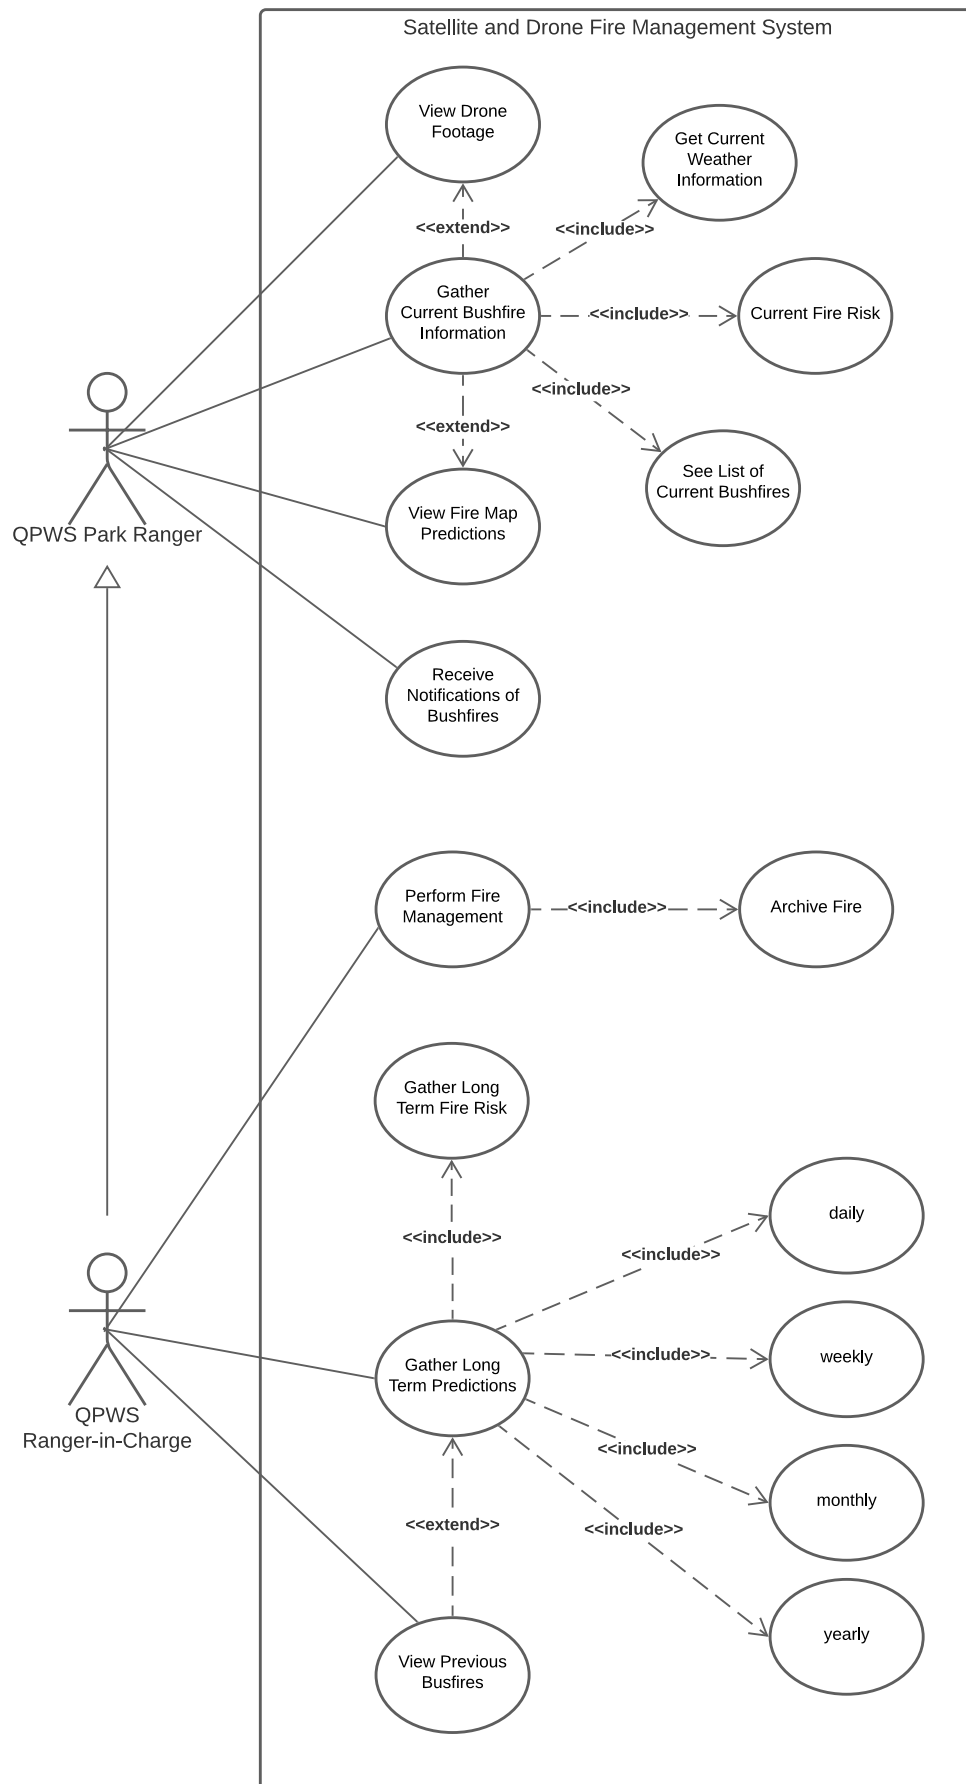 Satellite and Drone Fire Management System
View Drone
Footage
Get Current
Weather
Information
<<extend>>
<<include>>
Gather
Current Bushfire
Information
<<include>>
Current Fire Risk
<<include>>
<<extend>>
See List of
Current Bushfires
View Fire Map
Predictions
QPWS Park Ranger
Receive
Notifications of
Bushfires
Perform Fire
Management
<<include>>
Archive Fire
Gather Long
Term Fire Risk
<<include>>
daily
<<include>>
Gather Long
Term Predictions
<<include>>
weekly
QPWS
Ranger-in-Charge
<<include>>
monthly
<<extend>>
<<include>>
yearly
View Previous
Busfires